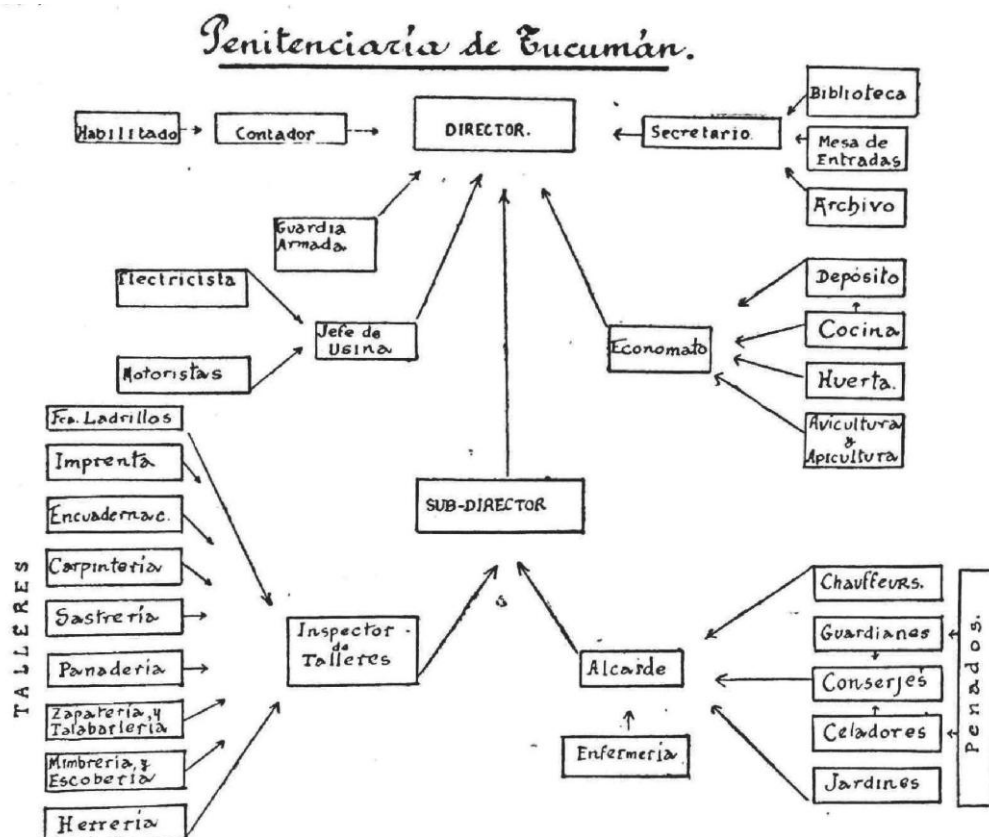 Penitenciaría de Tucumán.
Habilitado
Contador
DIRECTOR.
Secretario.
Biblioteca
Mesa de
Entradas
Archivo
Guardia
Armada.
Electricista
Motoristas
Jefe de
Usina
Economato
Depósito
Cocina
Huerta.
Avicultura
y
Apicultura
SUB-DIRECTOR
TALLERES
Fca. Ladrillos
Imprenta
Encuadernac.
Carpintería
Sastrería
Panadería
Zapatería, y
Talabartería
Mimbrería, y
Escobería
Herrería
Inspector
de
Talleres
Alcaide
Enfermería
Chauffeurs.
Guardianes
Conserjes
Celadores
Jardines
Penados.